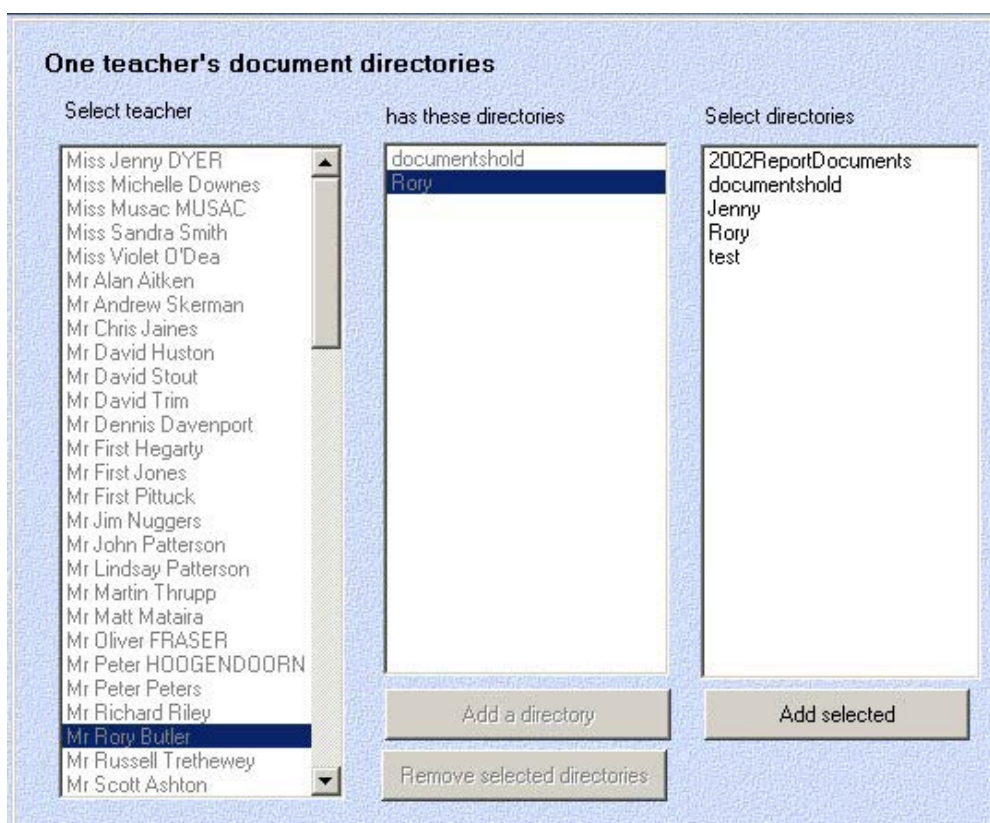 One teacher's document directories
Select teacher
Miss Jenny DYER
Miss Michelle Downes
Miss Musac MUSAC
Miss Sandra Smith
Miss Violet O'Dea
Mr Alan Aitken
Mr Andrew Skerman
Mr Chris Jaines
Mr David Huston
Mr David Stout
Mr David Trim
Mr Dennis Davenport
Mr First Hegarty
Mr First Jones
Mr First Pittuck
Mr Jim Nuggers
Mr John Patterson
Mr Lindsay Patterson
Mr Martin Thrupp
Mr Matt Mataira
Mr Oliver FRASER
Mr Peter HOOGENDOORN
Mr Peter Peters
Mr Richard Riley
Mr Rory Butler
Mr Russell Trethewey
Mr Scott Ashton
has these directories
documentshold
Rory
Add a directory
Remove selected directories
Select directories
2002ReportDocuments
documentshold
Jenny
Rory
test
Add selected